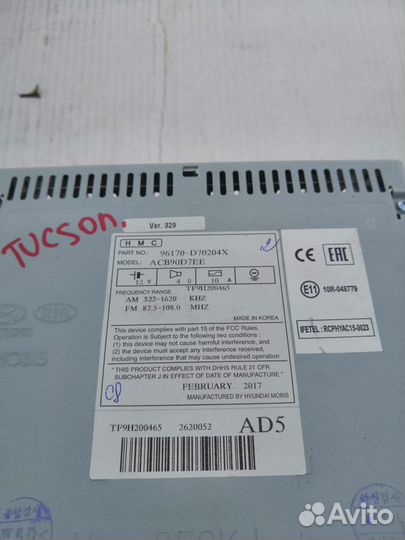 TUCSON.
Ver. 329
HMC
PART NO.: 96170-D70204X
MODEL: ACB90D7EE
2
12 V 4 Ω 10 A
FREQUENCY RANGE: TF9H200465
AM 522-1620 KHZ
FM 87.5-108.0 MHZ
MADE IN KOREA
This device complies with part 15 of the FCC Rules.
Operation is Subject to the following two conditions :
(1) this device may not cause harmful interference, and
(2) this device must accept any interference received,
including interference that may cause undesired operation
* THIS PRODUCT COMPLIES WITH DHHS RULE 21 CFR
SUBCHAPTER J IN EFFECT OF DATE OF MANUFACTURE
FEBRUARY. 2017
MANUFACTURED BY HYUNDAI MOBIS
TF9H200465 2620052 AD5
CE EAC
E11 10R-048779
IFETEL : RCPHYAC15-0023
KIA
MOBIS
Avito